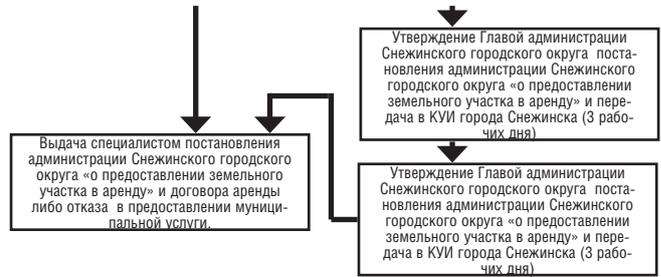 Утверждение Главой администрации
Снежинского городского округа поста-
новления администрации Снежинского
городского округа «о предоставлении
земельного участка в аренду» и пере-
дача в КУИ города Снежинска (3 рабо-
чих дня)
Выдача специалистом постановления
администрации Снежинского городского
округа «о предоставлении земельного
участка в аренду» и договора аренды
либо отказа в предоставлении муници-
пальной услуги.
Утверждение Главой администрации
Снежинского городского округа поста-
новления администрации Снежинского
городского округа «о предоставлении
земельного участка в аренду» и пере-
дача в КУИ города Снежинска (3 рабо-
чих дня)